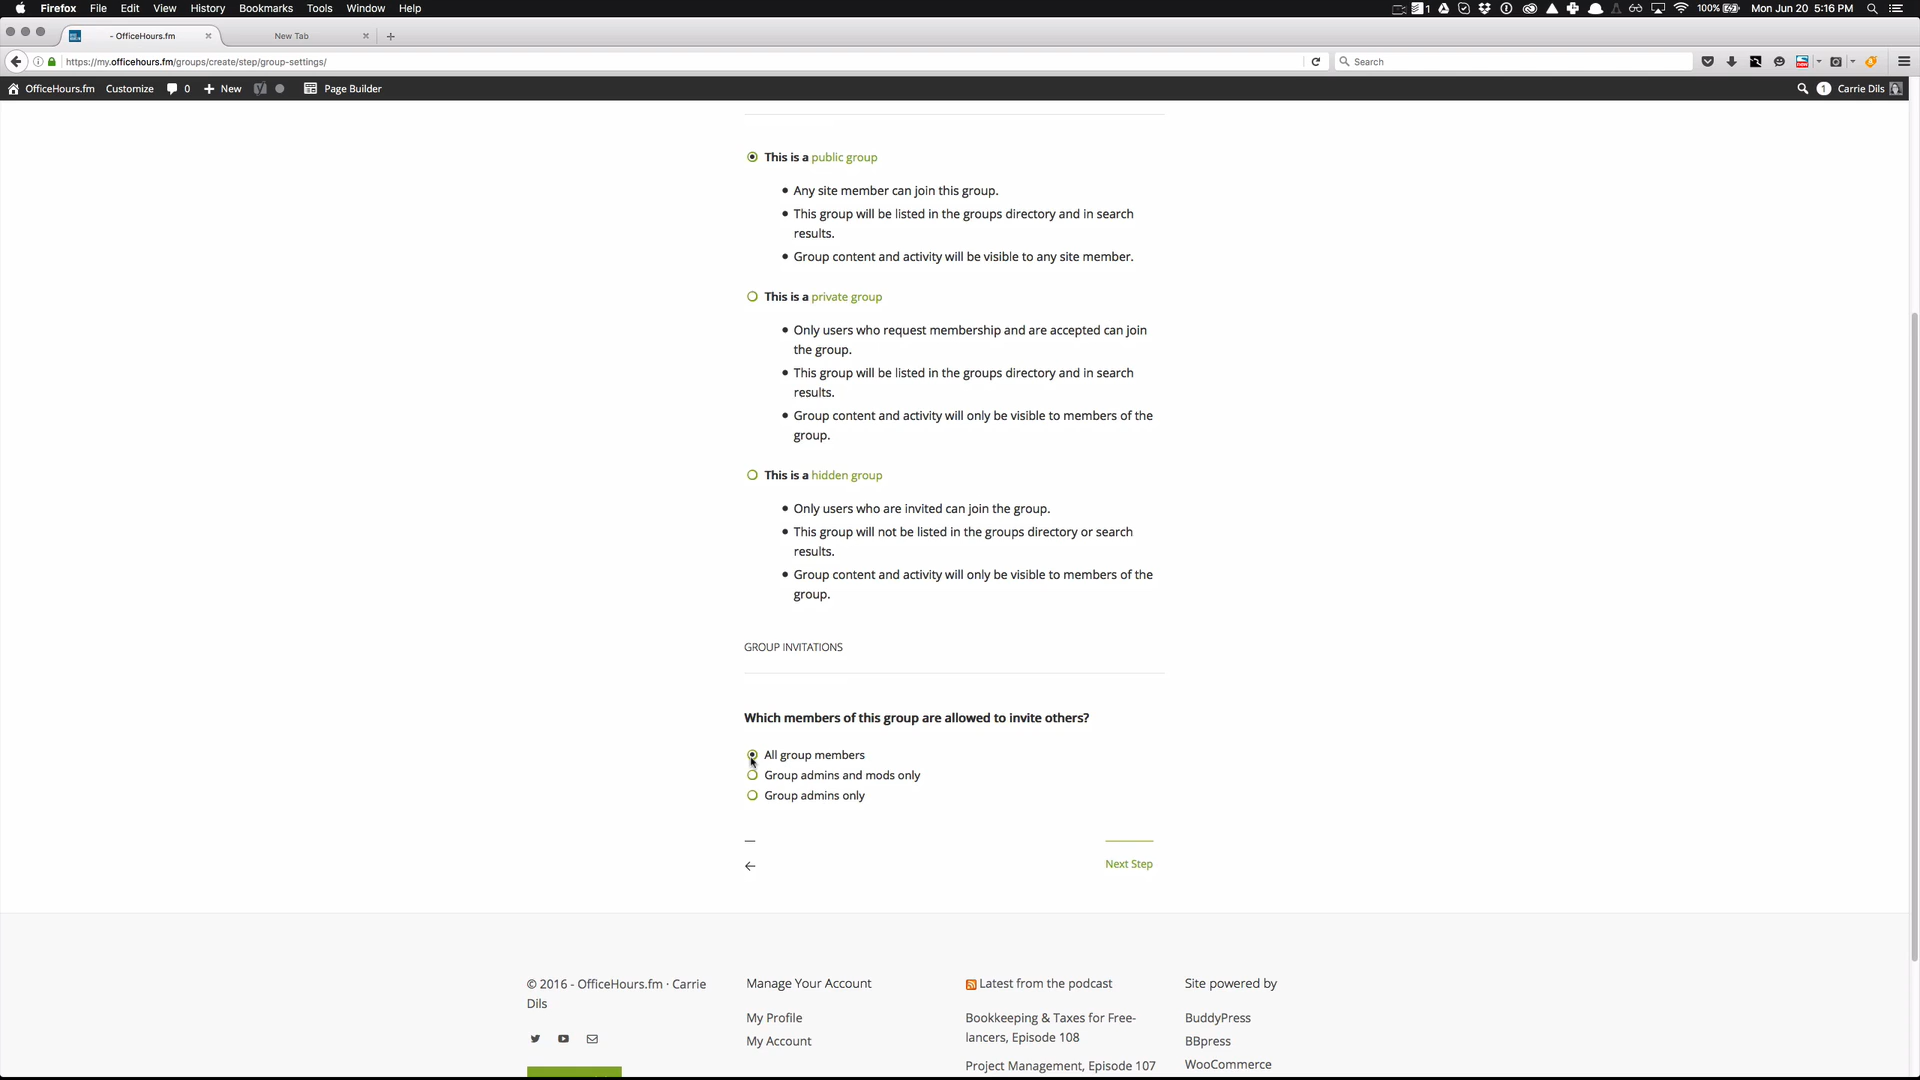 Firefox File Edit View History Bookmarks Tools Window Help
1 100% Mon Jun 20 5:16 PM
- OfficeHours.fm
New Tab
https://my.officehours.fm/groups/create/step/group-settings/
Search
OfficeHours.fm Customize 0 New Page Builder
1 Carrie Dils
This is a public group
Any site member can join this group.
This group will be listed in the groups directory and in search
results.
Group content and activity will be visible to any site member.
This is a private group
Only users who request membership and are accepted can join
the group.
This group will be listed in the groups directory and in search
results.
Group content and activity will only be visible to members of the
group.
This is a hidden group
Only users who are invited can join the group.
This group will not be listed in the groups directory or search
results.
Group content and activity will only be visible to members of the
group.
GROUP INVITATIONS
Which members of this group are allowed to invite others?
All group members
Group admins and mods only
Group admins only
←
Next Step
© 2016 - OfficeHours.fm · Carrie
Dils
Manage Your Account
My Profile
My Account
Latest from the podcast
Bookkeeping & Taxes for Free-
lancers, Episode 108
Project Management, Episode 107
Site powered by
BuddyPress
BBpress
WooCommerce